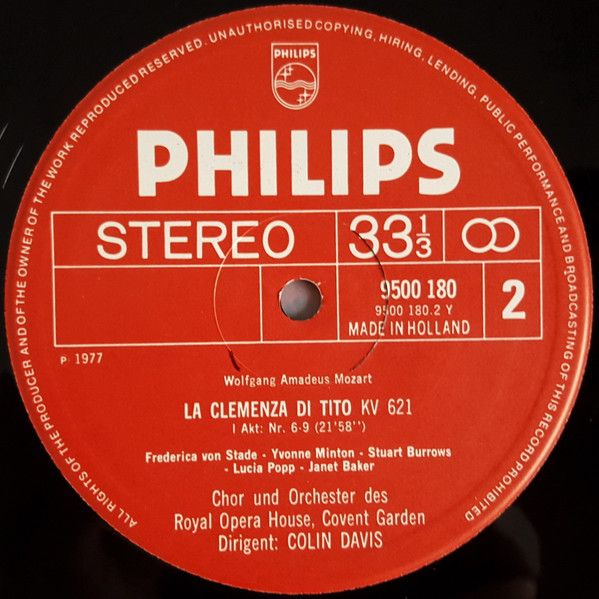 ALL RIGHTS OF THE PRODUCER AND OF THE OWNER OF THE WORK REPRODUCED RESERVED. UNAUTHORISED COPYING, HIRING, LENDING, PUBLIC PERFORMANCE AND BROADCASTING OF THIS RECORD PROHIBITED
PHILIPS
PHILIPS
STEREO 33 1/3
9500 180
9500 180.2 Y
MADE IN HOLLAND
2
P 1977
Wolfgang Amadeus Mozart
LA CLEMENZA DI TITO KV 621
I Akt: Nr. 6-9 (21'58'')
Frederica von Stade - Yvonne Minton - Stuart Burrows
- Lucia Popp - Janet Baker
Chor und Orchester des
Royal Opera House, Covent Garden
Dirigent: COLIN DAVIS